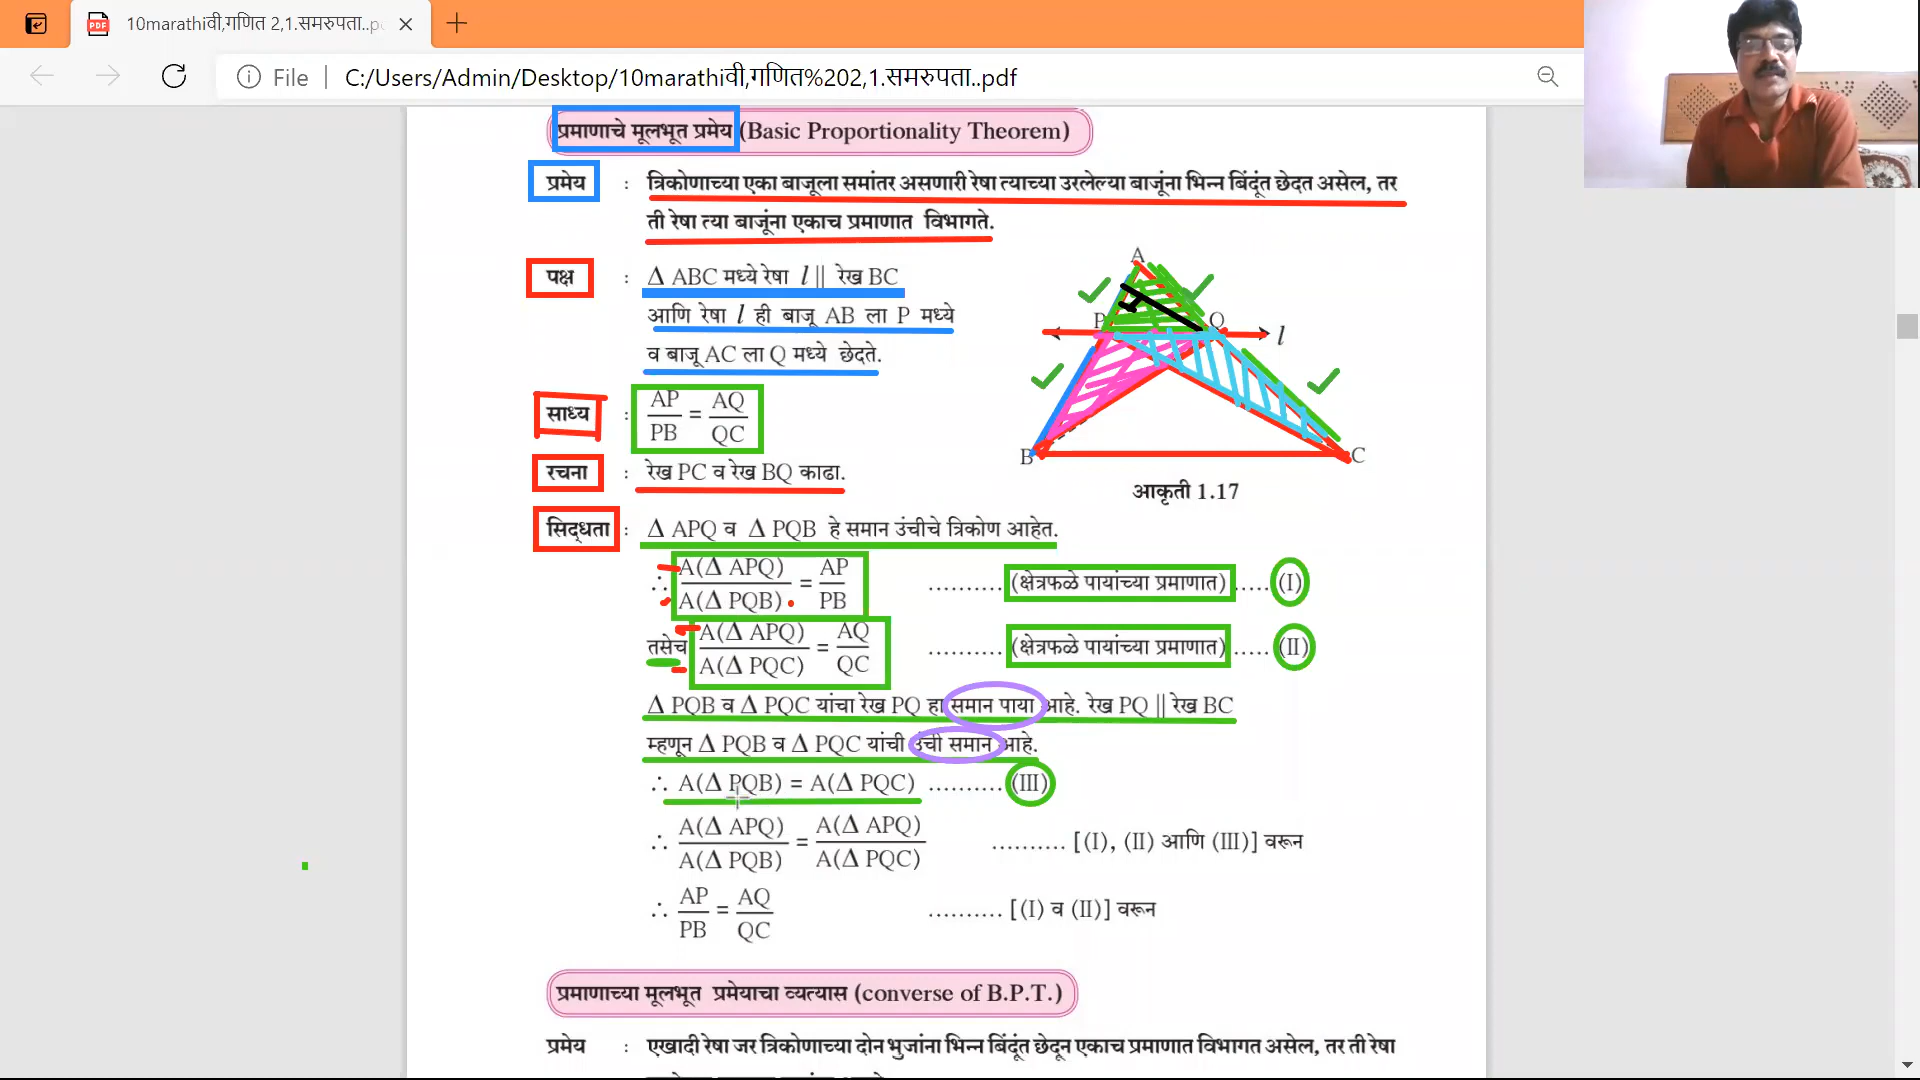 10marathiवी,गणित 2,1.समरुपता..pd
File | C:/Users/Admin/Desktop/10marathiवी,गणित%202,1.समरुपता..pdf
प्रमाणाचे मूलभूत प्रमेय (Basic Proportionality Theorem)
प्रमेय : त्रिकोणाच्या एका बाजूला समांतर असणारी रेषा त्याच्या उरलेल्या बाजूंना भिन्न बिंदूंत छेदत असेल, तर
ती रेषा त्या बाजूंना एकाच प्रमाणात विभागते.
पक्ष : Δ ABC मध्ये रेषा l || रेख BC
आणि रेषा l ही बाजू AB ला P मध्ये
व बाजू AC ला Q मध्ये छेदते.
साध्य : AP/PB = AQ/QC
रचना : रेख PC व रेख BQ काढा.
A
P Q l
B C
आकृती 1.17
सिद्धता : Δ APQ व Δ PQB हे समान उंचीचे त्रिकोण आहेत.
∴ A(Δ APQ)/A(Δ PQB) = AP/PB .......... (क्षेत्रफळे पायांच्या प्रमाणात) ..... (I)
तसेच A(Δ APQ)/A(Δ PQC) = AQ/QC .......... (क्षेत्रफळे पायांच्या प्रमाणात) ..... (II)
Δ PQB व Δ PQC यांचा रेख PQ हा समान पाया आहे. रेख PQ || रेख BC
म्हणून Δ PQB व Δ PQC यांची उंची समान आहे.
∴ A(Δ PQB) = A(Δ PQC) .......... (III)
∴ A(Δ APQ)/A(Δ PQB) = A(Δ APQ)/A(Δ PQC) .......... [(I), (II) आणि (III)] वरून
∴ AP/PB = AQ/QC .......... [(I) व (II)] वरून
प्रमाणाच्या मूलभूत प्रमेयाचा व्यत्यास (converse of B.P.T.)
प्रमेय : एखादी रेषा जर त्रिकोणाच्या दोन भुजांना भिन्न बिंदूंत छेदून एकाच प्रमाणात विभागत असेल, तर ती रेषा